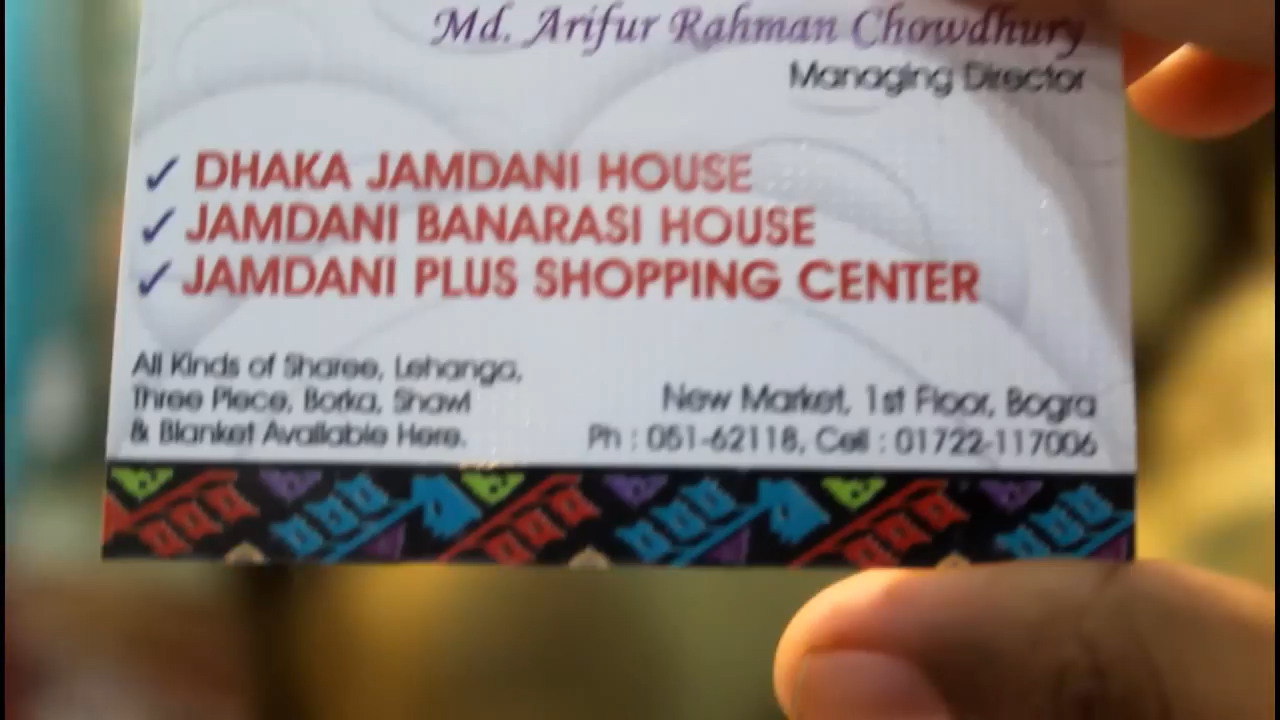 Md. Arifur Rahman Chowdhury
Managing Director
✓ DHAKA JAMDANI HOUSE
✓ JAMDANI BANARASI HOUSE
✓ JAMDANI PLUS SHOPPING CENTER
All Kinds of Sharee, Lehanga,
Three Piece, Borka, Shawl
& Blanket Available Here.
New Market, 1st Floor, Bogra
Ph : 051-62118, Cell : 01722-117006